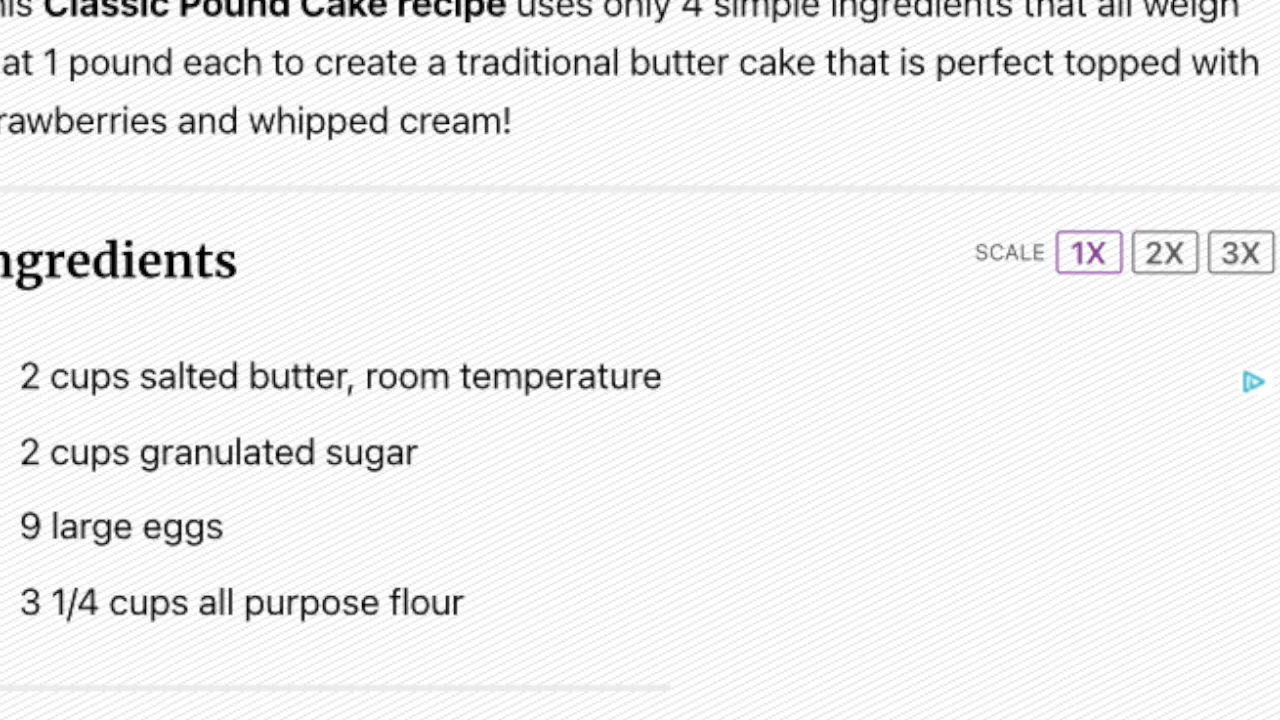 Classic Pound Cake recipe uses only 4 simple ingredients that all weigh
at 1 pound each to create a traditional butter cake that is perfect topped with
rawberries and whipped cream!
ngredients
SCALE 1X 2X 3X
2 cups salted butter, room temperature
2 cups granulated sugar
9 large eggs
3 1/4 cups all purpose flour